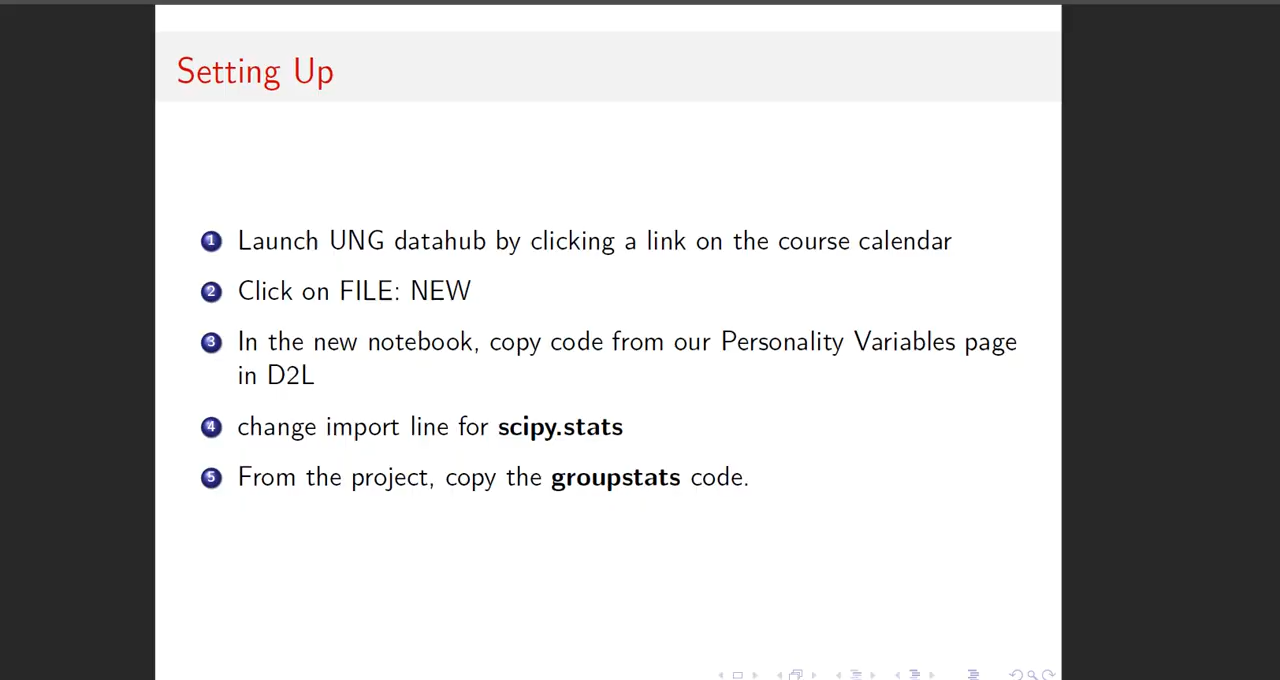 Setting Up
1 Launch UNG datahub by clicking a link on the course calendar
2 Click on FILE: NEW
3 In the new notebook, copy code from our Personality Variables page
in D2L
4 change import line for scipy.stats
5 From the project, copy the groupstats code.